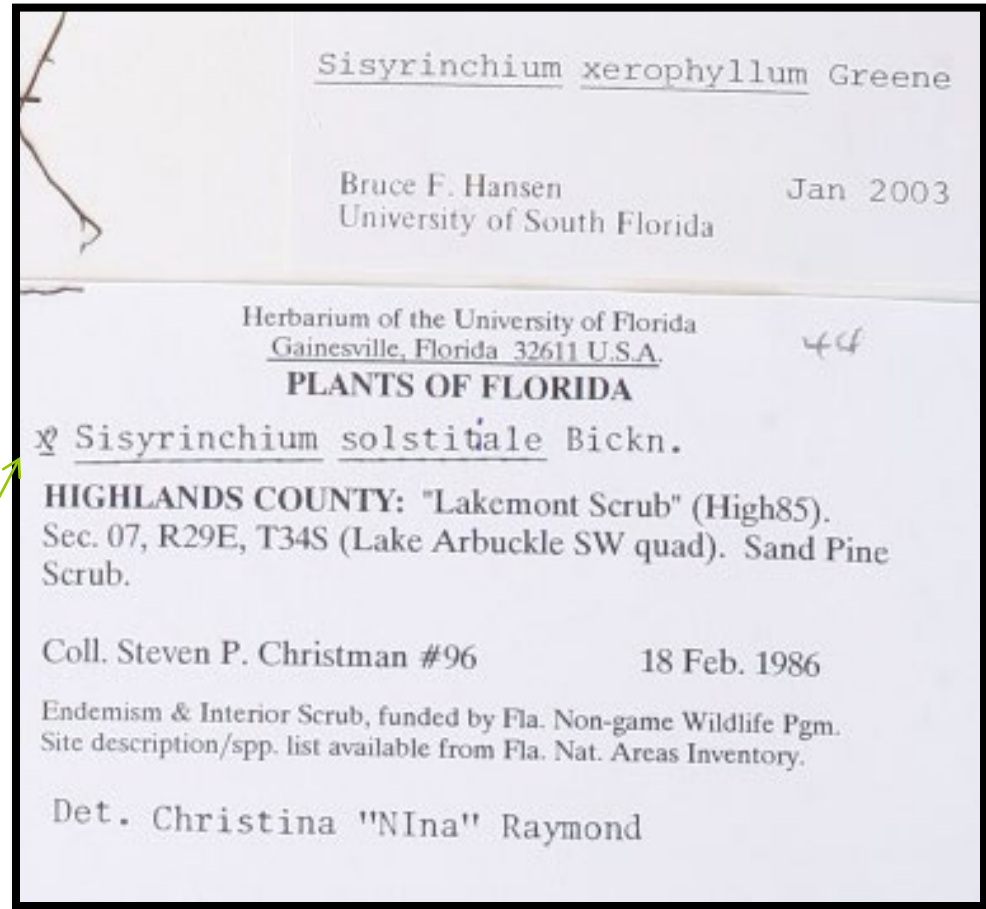 Sisyrinchium xerophyllum Greene
Bruce F. Hansen Jan 2003
University of South Florida
Herbarium of the University of Florida
Gainesville, Florida 32611 U.S.A.
44
PLANTS OF FLORIDA
Sisyrinchium solstitiale Bickn.
HIGHLANDS COUNTY: "Lakemont Scrub" (High85).
Sec. 07, R29E, T34S (Lake Arbuckle SW quad). Sand Pine
Scrub.
Coll. Steven P. Christman #96 18 Feb. 1986
Endemism & Interior Scrub, funded by Fla. Non-game Wildlife Pgm.
Site description/spp. list available from Fla. Nat. Areas Inventory.
Det. Christina "NIna" Raymond